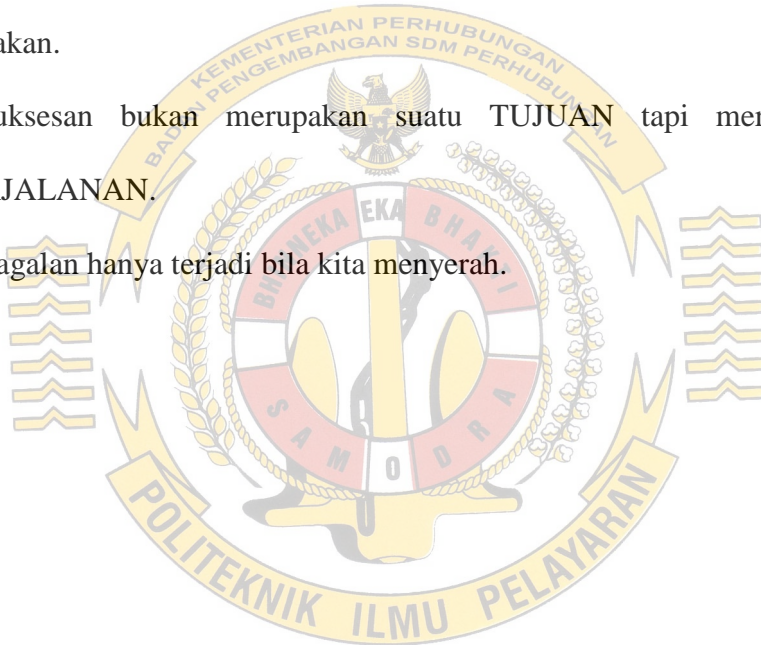 akan.
KEMENTERIAN PERHUBUNGAN
BADAN PENGEMBANGAN SDM PERHUBUNGAN
uksesan bukan merupakan suatu TUJUAN tapi mer
JALANAN.
BHINNEKA EKA BHAKTI
agalan hanya terjadi bila kita menyerah.
SAMODRA
POLITEKNIK ILMU PELAYARAN